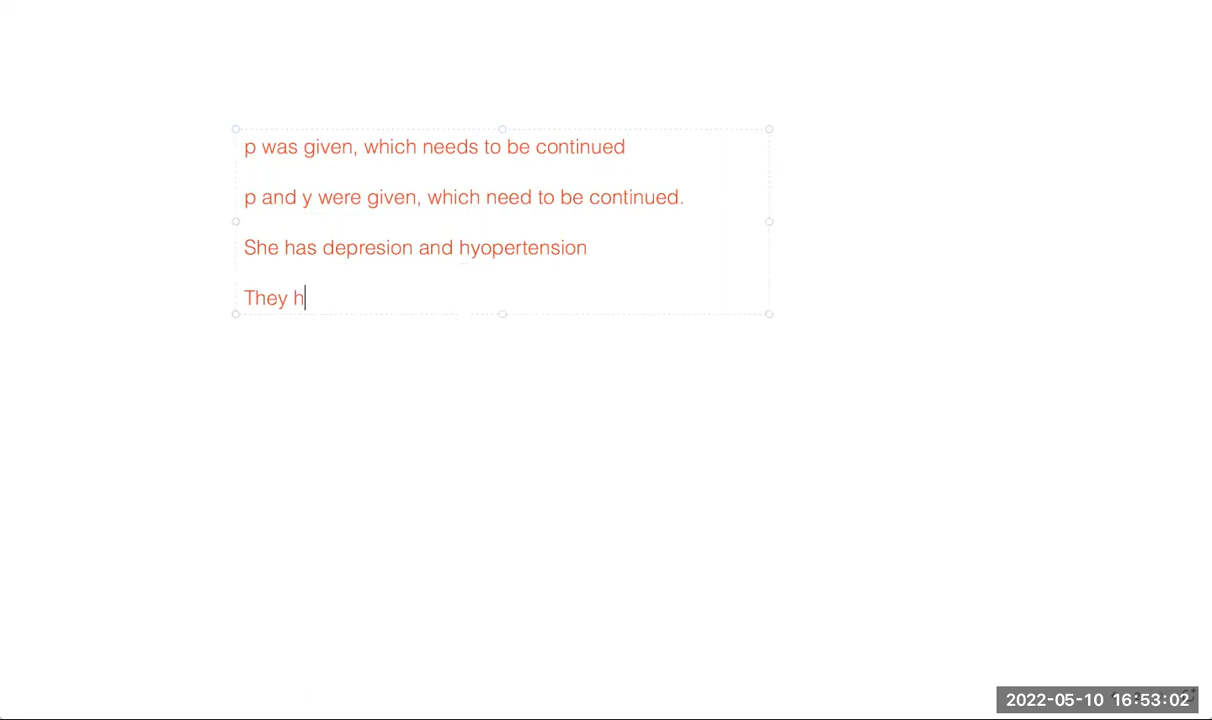 p was given, which needs to be continued
p and y were given, which need to be continued.
She has depresion and hyopertension
They h
2022-05-10 16:53:02